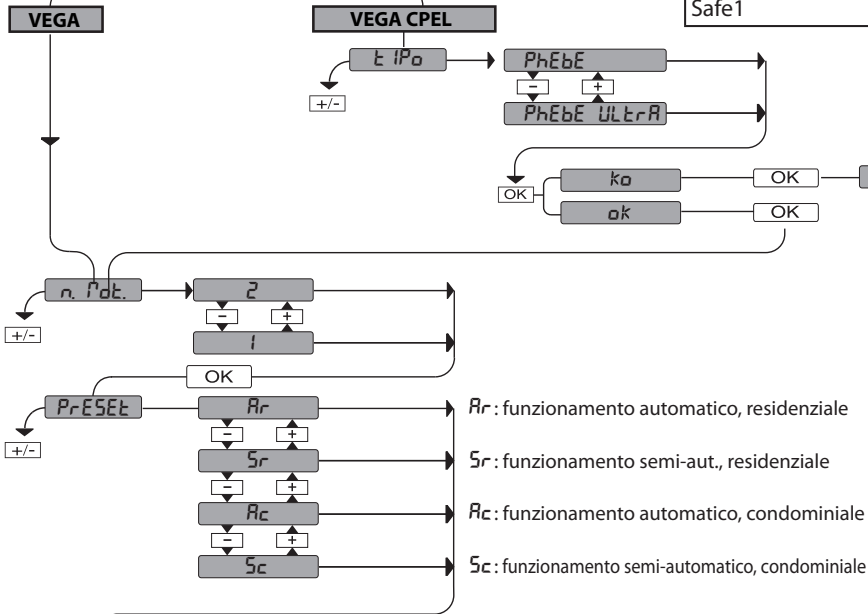 VEGA
VEGA CPEL
Safe1
tIPo
PhEbE
+/-
-
+
PhEbE ULtrA
ko
OK
OK
ok
OK
n. Mot.
2
+/-
-
+
1
OK
PrESEt
Ar
Ar: funzionamento automatico, residenziale
+/-
-
+
Sr
Sr: funzionamento semi-aut., residenziale
-
+
Ac
Ac: funzionamento automatico, condominiale
-
+
Sc
Sc: funzionamento semi-automatico, condominiale